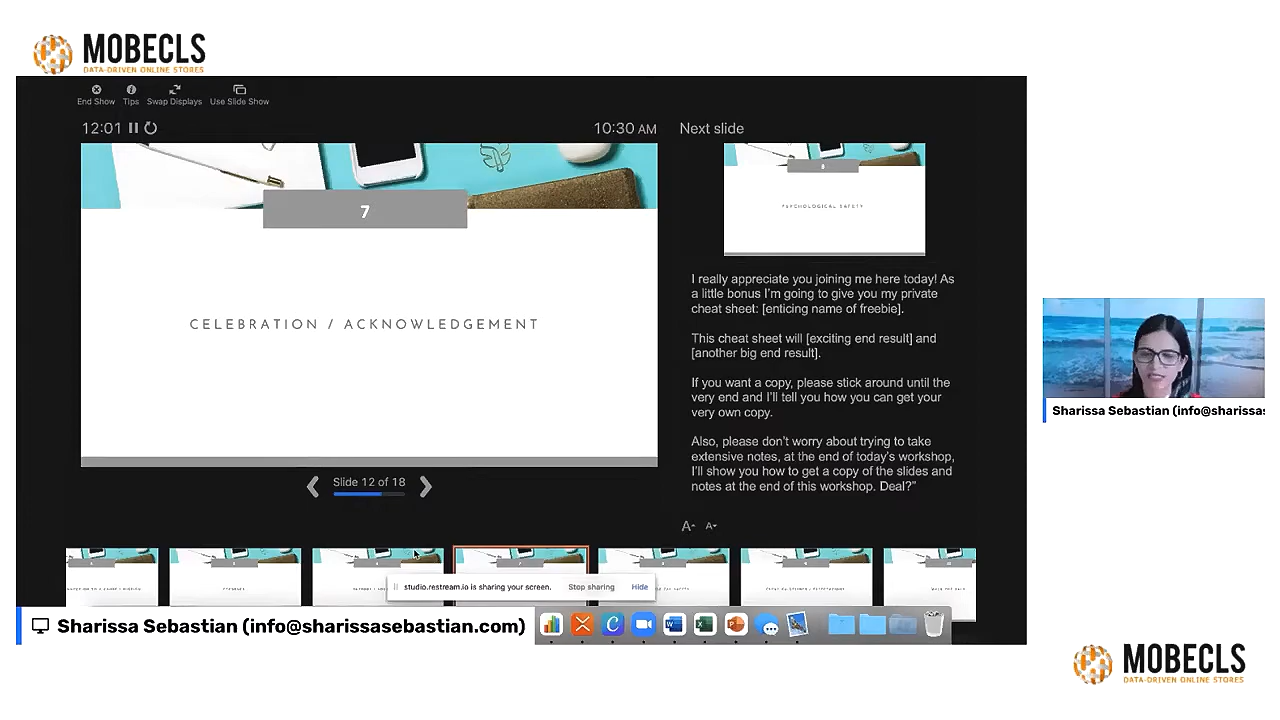 MOBECLS
DATA-DRIVEN ONLINE STORES
End Show Tips Swap Displays Use Slide Show
12:01
10:30 AM
Next slide
7
CELEBRATION / ACKNOWLEDGEMENT
8
PSYCHOLOGICAL SAFETY
I really appreciate you joining me here today! As
a little bonus I'm going to give you my private
cheat sheet: [enticing name of freebie].
This cheat sheet will [exciting end result] and
[another big end result].
If you want a copy, please stick around until the
very end and I'll tell you how you can get your
very own copy.
Also, please don't worry about trying to take
extensive notes, at the end of today's workshop,
I'll show you how to get a copy of the slides and
notes at the end of this workshop. Deal?"
Slide 12 of 18
A A
studio.restream.io is sharing your screen. Stop sharing Hide
Sharissa Sebastian (info@sharissasebastian.com)
Sharissa Sebastian (info@sharissas
MOBECLS
DATA-DRIVEN ONLINE STORES